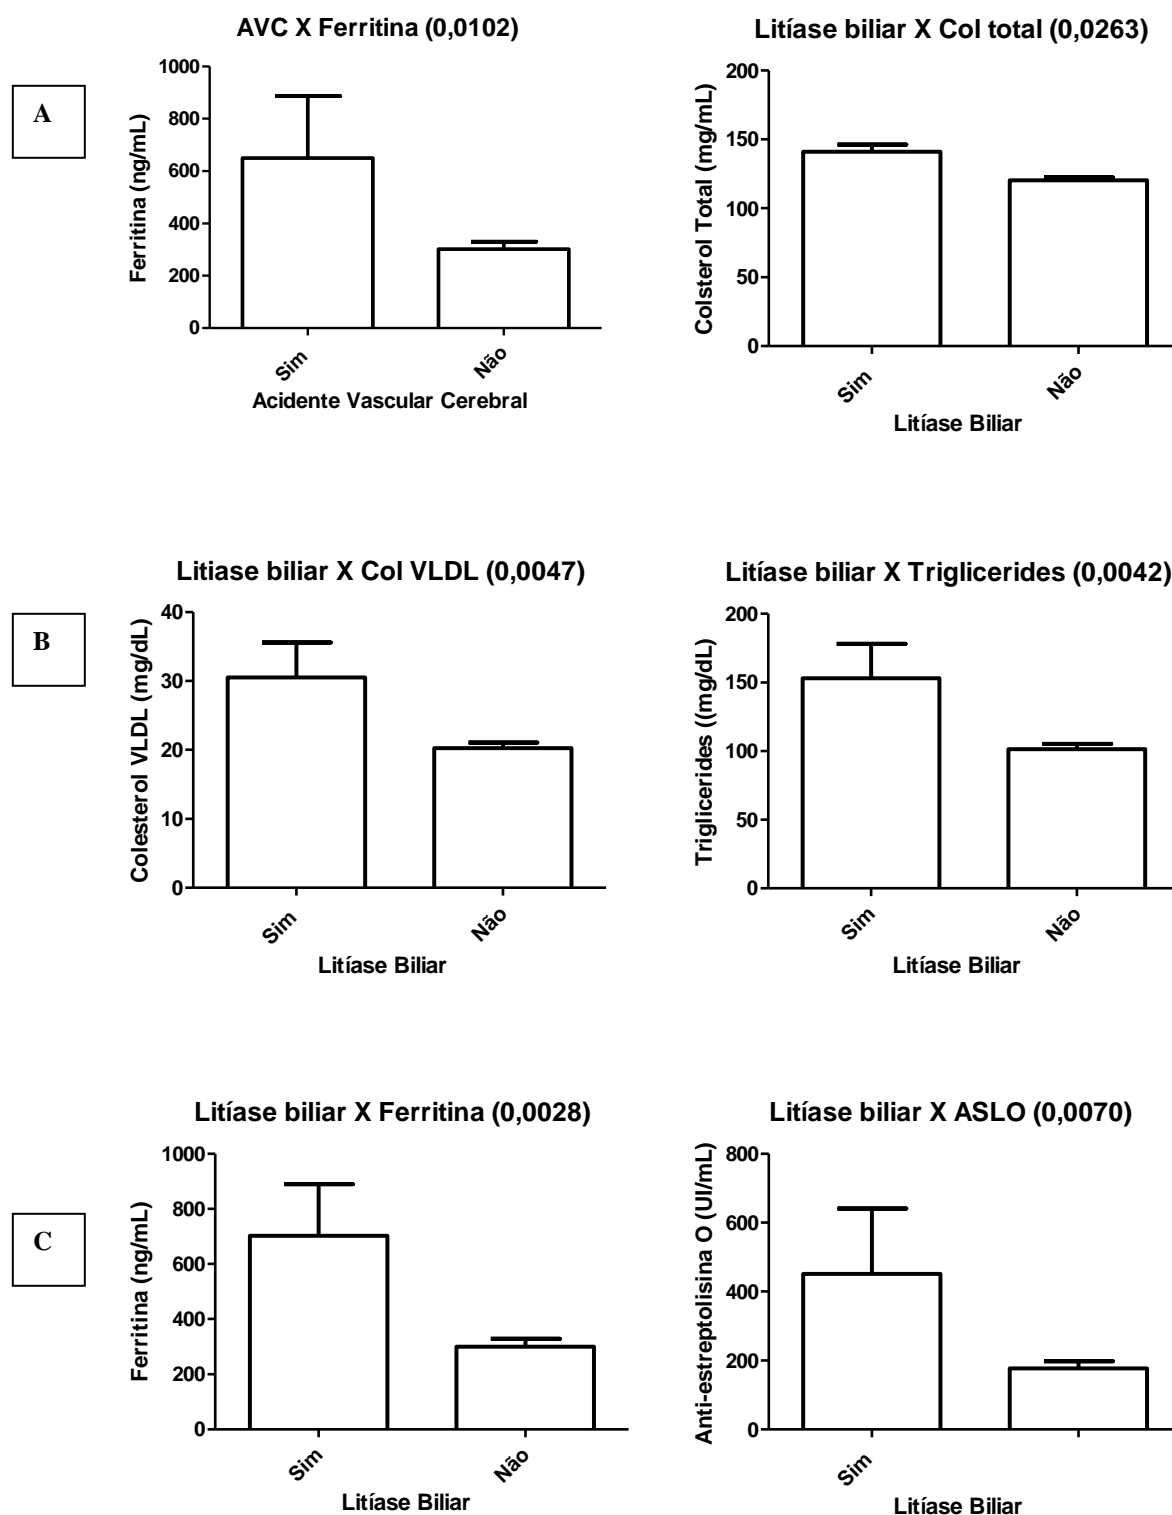 AVC X Ferritina (0,0102)
A
Ferritina (ng/mL)
1000
800
600
400
200
0
Sim
Não
Acidente Vascular Cerebral
Litíase biliar X Col total (0,0263)
Colsterol Total (mg/mL)
200
150
100
50
0
Sim
Não
Litíase Biliar
Litiase biliar X Col VLDL (0,0047)
B
Colesterol VLDL (mg/dL)
40
30
20
10
0
Sim
Não
Litíase Biliar
Litíase biliar X Triglicerides (0,0042)
Triglicerides ((mg/dL)
200
150
100
50
0
Sim
Não
Litíase Biliar
Litíase biliar X Ferritina (0,0028)
C
Ferritina (ng/mL)
1000
800
600
400
200
0
Sim
Não
Litíase Biliar
Litíase biliar X ASLO (0,0070)
Anti-estreptolisina O (UI/mL)
800
600
400
200
0
Sim
Litíase Biliar